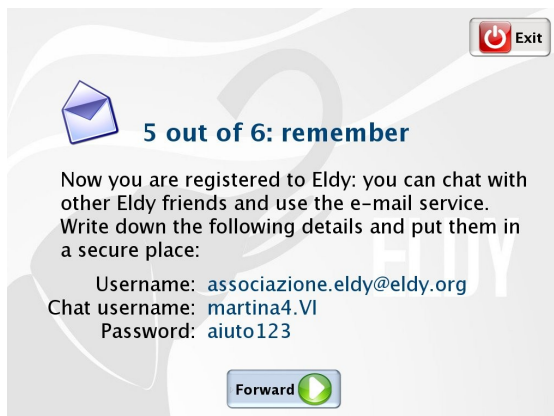 Exit
5 out of 6: remember
Now you are registered to Eldy: you can chat with
other Eldy friends and use the e-mail service.
Write down the following details and put them in
a secure place:
Username: associazione.eldy@eldy.org
Chat username: martina4.VI
Password: aiuto123
ELDY
Forward